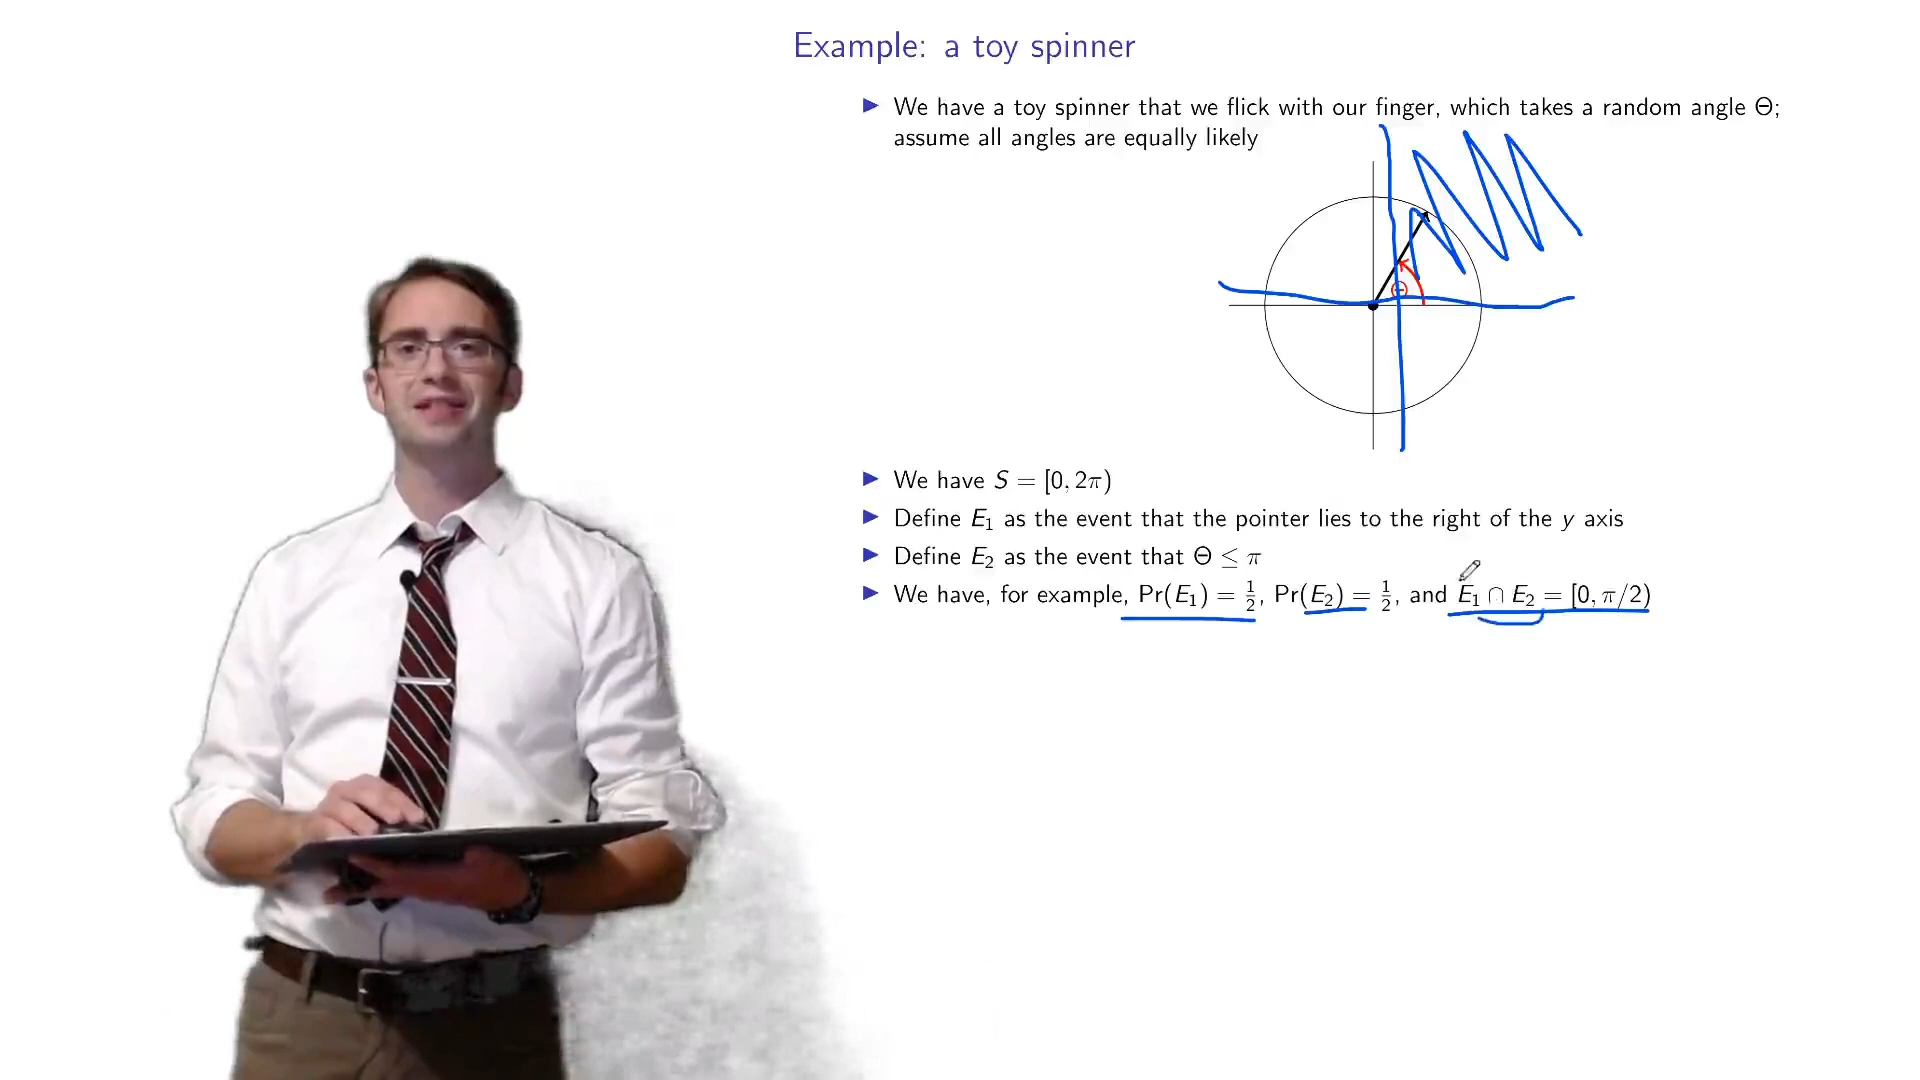 Example: a toy spinner
▶ We have a toy spinner that we flick with our finger, which takes a random angle Θ;
assume all angles are equally likely
Θ
▶ We have S = [0, 2π)
▶ Define E₁ as the event that the pointer lies to the right of the y axis
▶ Define E₂ as the event that Θ ≤ π
▶ We have, for example, Pr(E₁) = 1/2, Pr(E₂) = 1/2, and E₁ ∩ E₂ = [0, π/2)